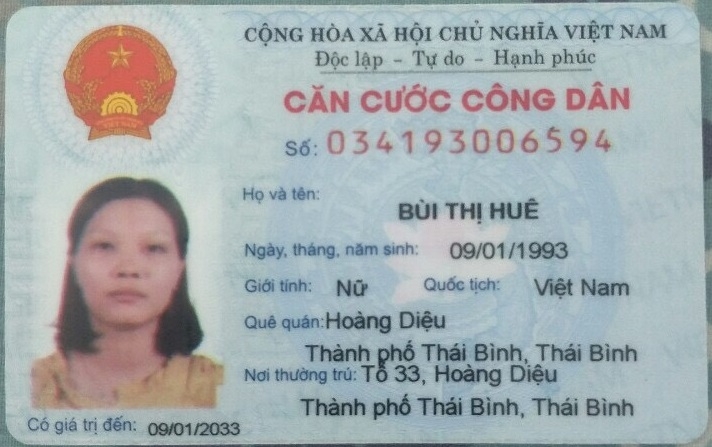 CỘNG HÒA XÃ HỘI CHỦ NGHĨA VIỆT NAM
Độc lập - Tự do - Hạnh phúc
CĂN CƯỚC CÔNG DÂN
Số: 034193006594
Họ và tên:
BÙI THỊ HUÊ
Ngày, tháng, năm sinh: 09/01/1993
Giới tính: Nữ Quốc tịch: Việt Nam
Quê quán: Hoàng Diệu
Thành phố Thái Bình, Thái Bình
Nơi thường trú: Tổ 33, Hoàng Diệu
Thành phố Thái Bình, Thái Bình
Có giá trị đến: 09/01/2033